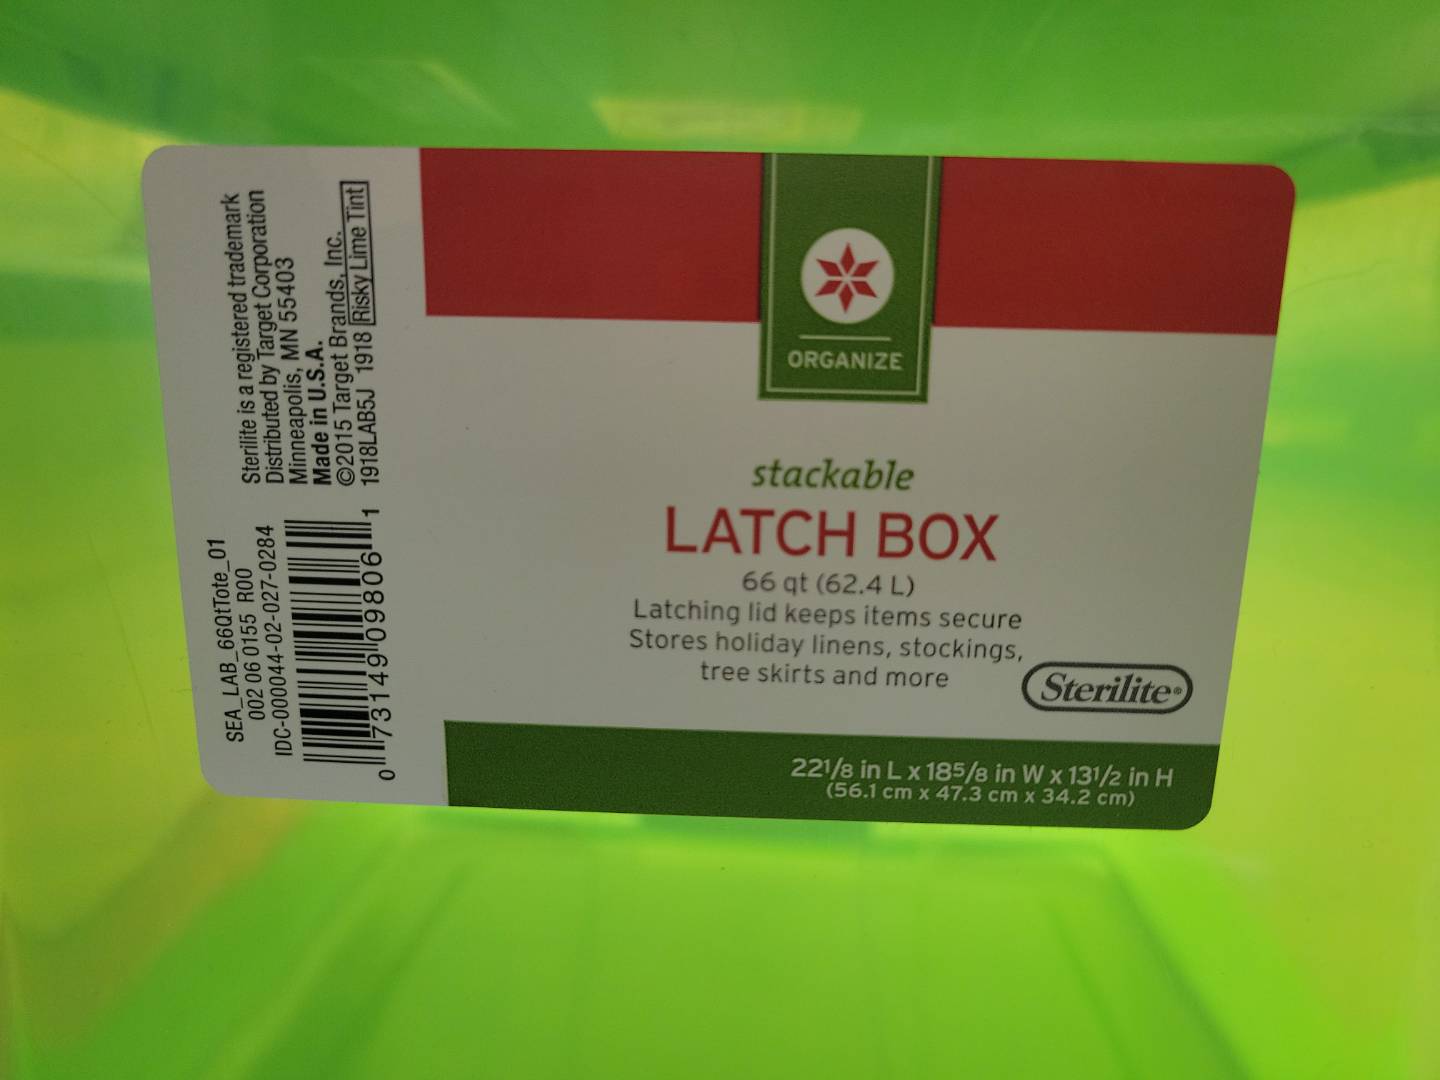 ORGANIZE
stackable
LATCH BOX
66 qt (62.4 L)
Latching lid keeps items secure
Stores holiday linens, stockings,
tree skirts and more
Sterilite®
22 1/8 in L x 18 5/8 in W x 13 1/2 in H
(56.1 cm x 47.3 cm x 34.2 cm)
SEA_LAB_66QtTote_01
002 06 0155 R00
IDC-000044-02-027-0284
0 73149 09806 1
Sterilite is a registered trademark
Distributed by Target Corporation
Minneapolis, MN 55403
Made in U.S.A.
©2015 Target Brands, Inc.
1918LAB5J 1918 Risky Lime Tint